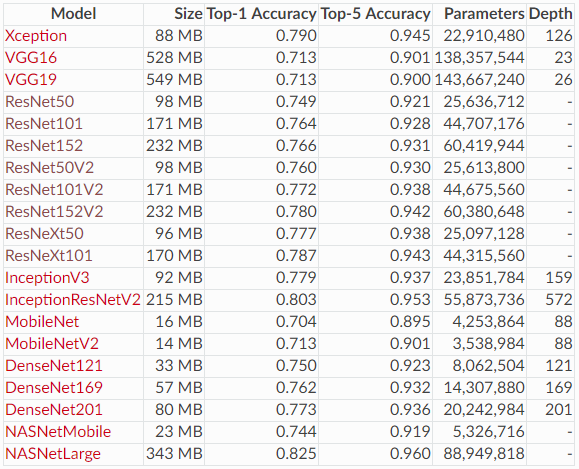 Model Size Top-1 Accuracy Top-5 Accuracy Parameters Depth
Xception 88 MB 0.790 0.945 22,910,480 126
VGG16 528 MB 0.713 0.901 138,357,544 23
VGG19 549 MB 0.713 0.900 143,667,240 26
ResNet50 98 MB 0.749 0.921 25,636,712 -
ResNet101 171 MB 0.764 0.928 44,707,176 -
ResNet152 232 MB 0.766 0.931 60,419,944 -
ResNet50V2 98 MB 0.760 0.930 25,613,800 -
ResNet101V2 171 MB 0.772 0.938 44,675,560 -
ResNet152V2 232 MB 0.780 0.942 60,380,648 -
ResNeXt50 96 MB 0.777 0.938 25,097,128 -
ResNeXt101 170 MB 0.787 0.943 44,315,560 -
InceptionV3 92 MB 0.779 0.937 23,851,784 159
InceptionResNetV2 215 MB 0.803 0.953 55,873,736 572
MobileNet 16 MB 0.704 0.895 4,253,864 88
MobileNetV2 14 MB 0.713 0.901 3,538,984 88
DenseNet121 33 MB 0.750 0.923 8,062,504 121
DenseNet169 57 MB 0.762 0.932 14,307,880 169
DenseNet201 80 MB 0.773 0.936 20,242,984 201
NASNetMobile 23 MB 0.744 0.919 5,326,716 -
NASNetLarge 343 MB 0.825 0.960 88,949,818 -